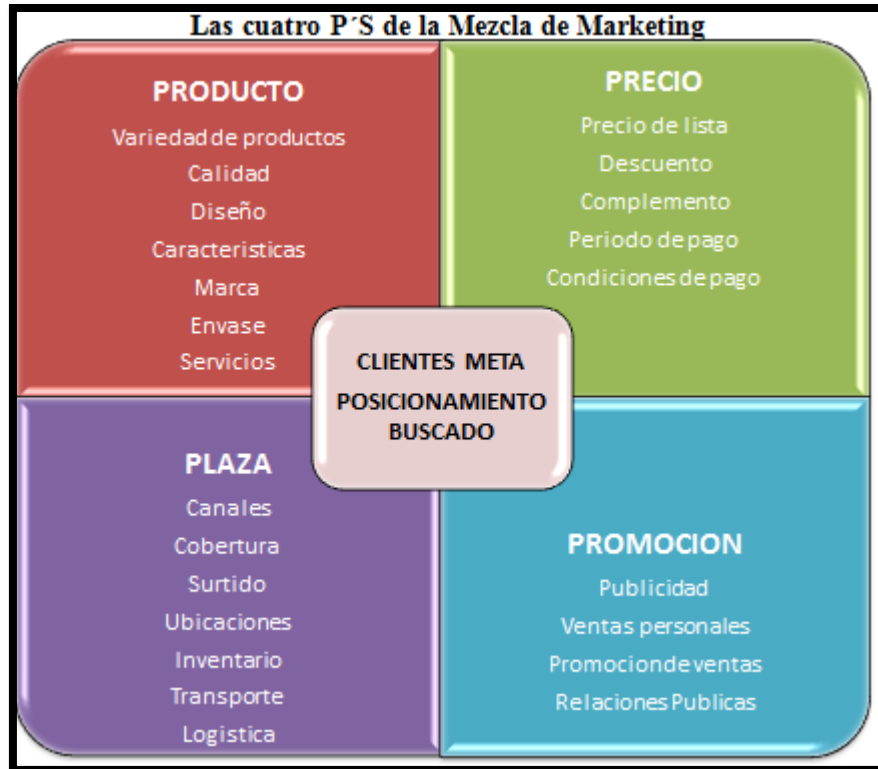 Las cuatro P´S de la Mezcla de Marketing
PRODUCTO
Variedad de productos
Calidad
Diseño
Caracteristicas
Marca
Envase
Servicios
PRECIO
Precio de lista
Descuento
Complemento
Periodo de pago
Condiciones de pago
CLIENTES META
POSICIONAMIENTO
BUSCADO
PLAZA
Canales
Cobertura
Surtido
Ubicaciones
Inventario
Transporte
Logistica
PROMOCION
Publicidad
Ventas personales
Promocion de ventas
Relaciones Publicas